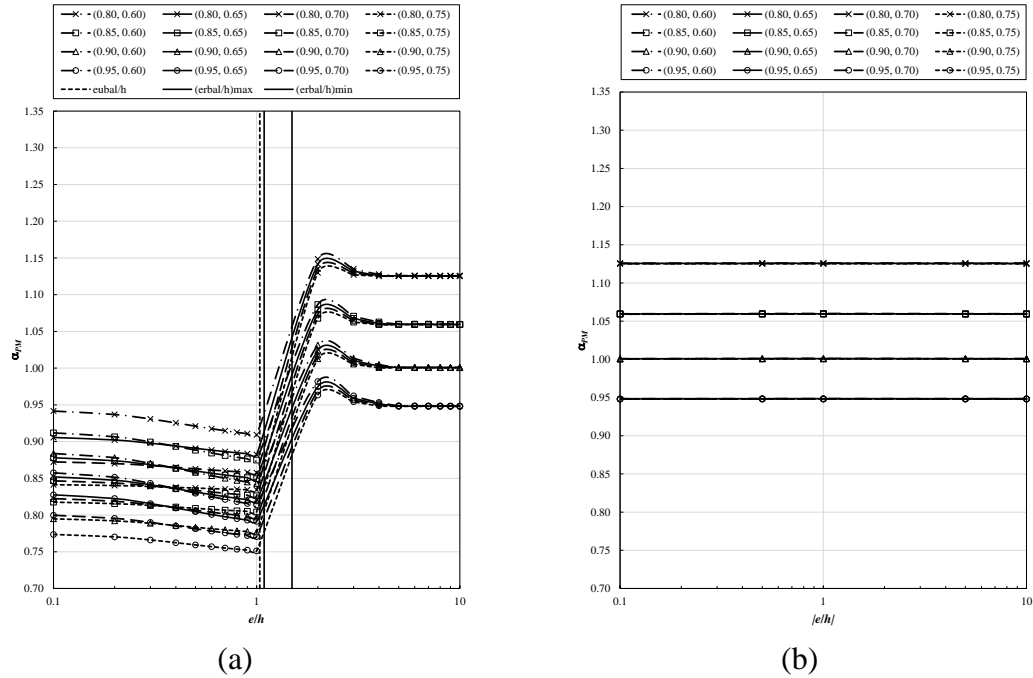 (0.80, 0.60) (0.80, 0.65) (0.80, 0.70) (0.80, 0.75)
(0.85, 0.60) (0.85, 0.65) (0.85, 0.70) (0.85, 0.75)
(0.90, 0.60) (0.90, 0.65) (0.90, 0.70) (0.90, 0.75)
(0.95, 0.60) (0.95, 0.65) (0.95, 0.70) (0.95, 0.75)
eubal/h (erbal/h)max (erbal/h)min
1.35
1.30
1.25
1.20
1.15
1.10
1.05
1.00
0.95
0.90
0.85
0.80
0.75
0.70
αPM
0.1 1 10
e/h
(a)
(0.80, 0.60) (0.80, 0.65) (0.80, 0.70) (0.80, 0.75)
(0.85, 0.60) (0.85, 0.65) (0.85, 0.70) (0.85, 0.75)
(0.90, 0.60) (0.90, 0.65) (0.90, 0.70) (0.90, 0.75)
(0.95, 0.60) (0.95, 0.65) (0.95, 0.70) (0.95, 0.75)
1.35
1.30
1.25
1.20
1.15
1.10
1.05
1.00
0.95
0.90
0.85
0.80
0.75
0.70
αPM
0.1 1 10
|e/h|
(b)